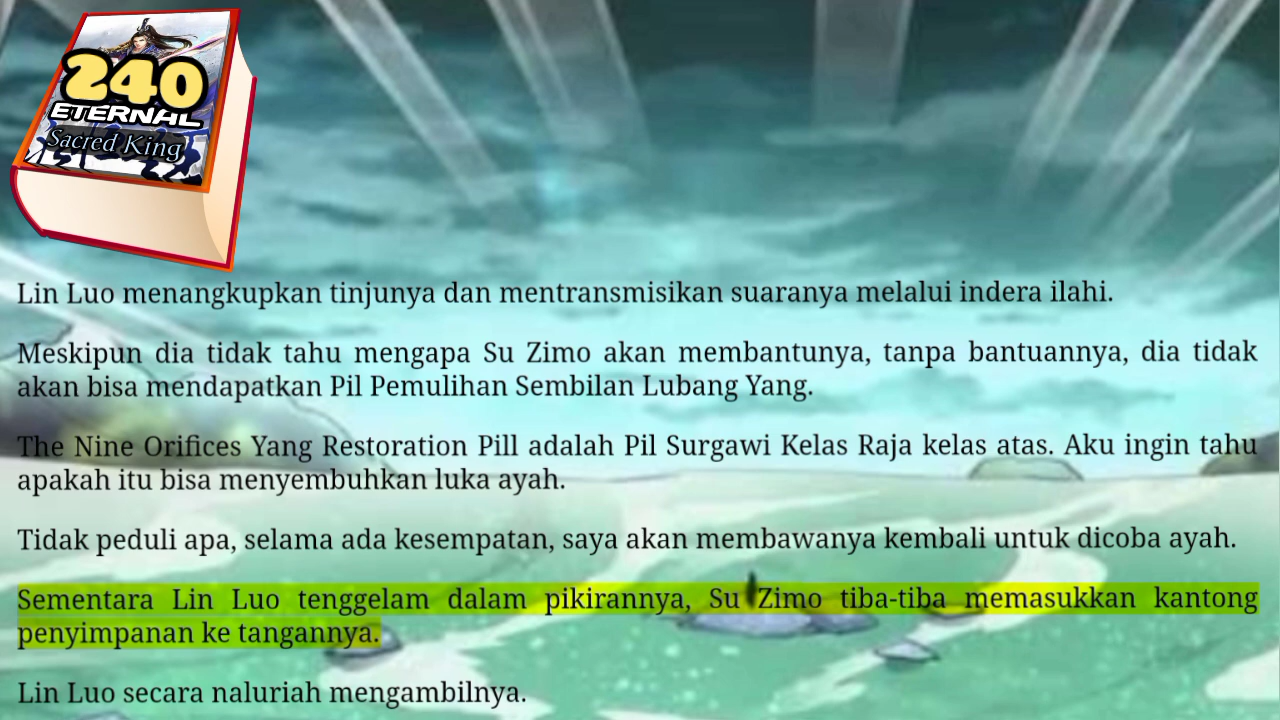 240
ETERNAL
Sacred King
Lin Luo menangkupkan tinjunya dan mentransmisikan suaranya melalui indera ilahi.
Meskipun dia tidak tahu mengapa Su Zimo akan membantunya, tanpa bantuannya, dia tidak
akan bisa mendapatkan Pil Pemulihan Sembilan Lubang Yang.
The Nine Orifices Yang Restoration Pill adalah Pil Surgawi Kelas Raja kelas atas. Aku ingin tahu
apakah itu bisa menyembuhkan luka ayah.
Tidak peduli apa, selama ada kesempatan, saya akan membawanya kembali untuk dicoba ayah.
Sementara Lin Luo tenggelam dalam pikirannya, Su Zimo tiba-tiba memasukkan kantong
penyimpanan ke tangannya.
Lin Luo secara naluriah mengambilnya.